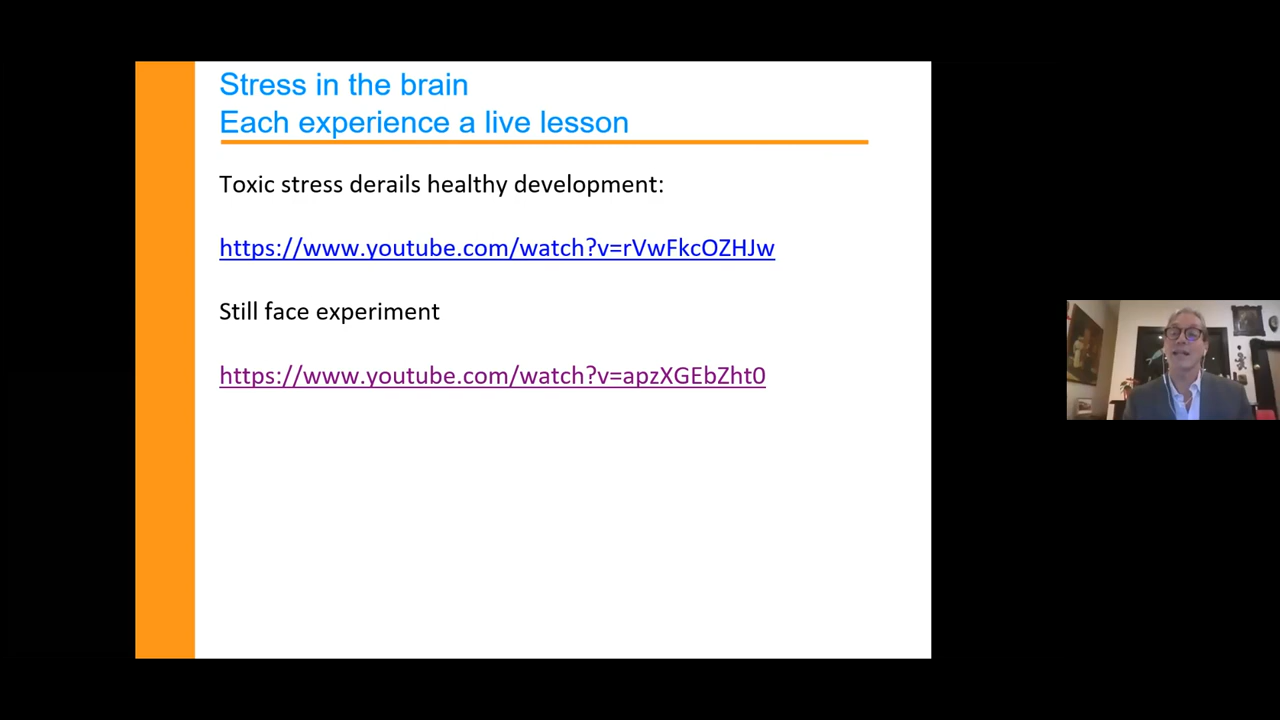 Stress in the brain
Each experience a live lesson
Toxic stress derails healthy development:
https://www.youtube.com/watch?v=rVwFkcOZHJw
Still face experiment
https://www.youtube.com/watch?v=apzXGEbZht0